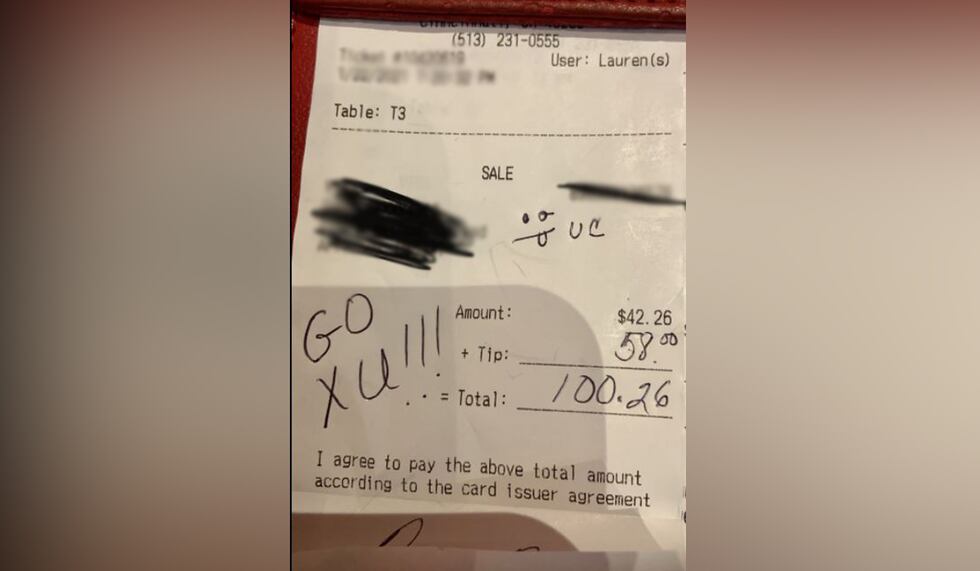 (513) 231-0555
User: Lauren(s)
Table: T3
SALE
UC
GO
XU!!!
Amount: $42.26
+ Tip: 58.00
= Total: 100.26
I agree to pay the above total amount
according to the card issuer agreement